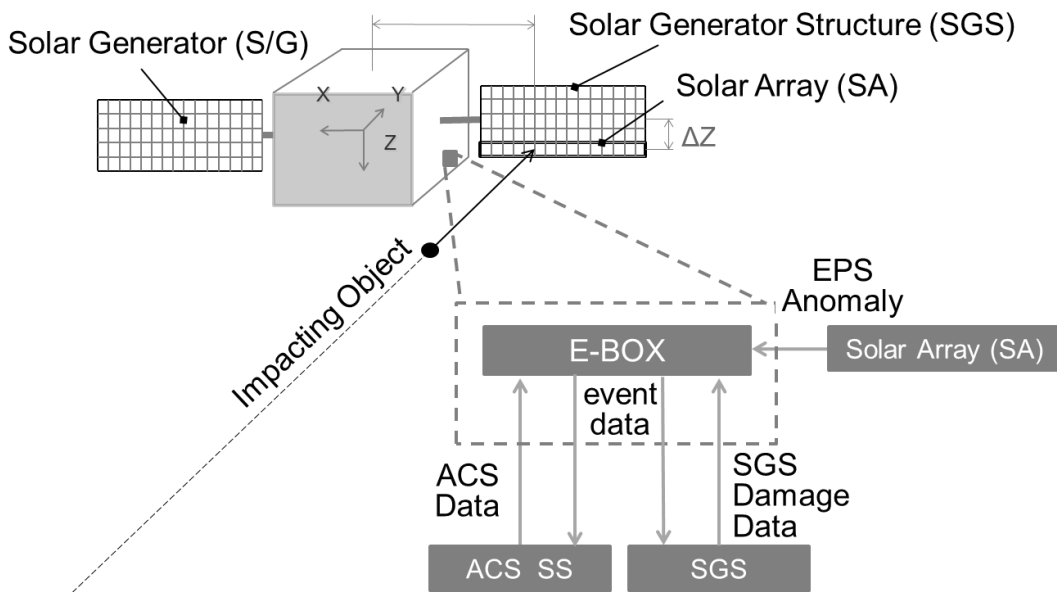 Solar Generator (S/G)
Solar Generator Structure (SGS)
Solar Array (SA)
X
Y
Z
ΔZ
Impacting Object
EPS
Anomaly
E-BOX
Solar Array (SA)
event
data
ACS
Data
SGS
Damage
Data
ACS SS
SGS